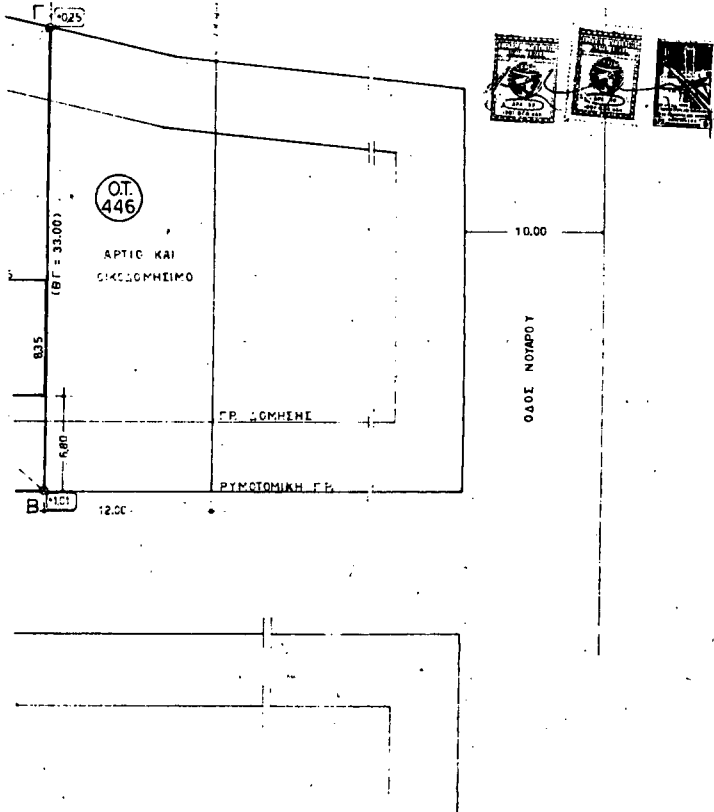 Γ
+0,25
Ο.Τ.
446
(ΒΓ = 33.00)
ΑΡΤΙΟ ΚΑΙ
ΟΙΚΟΔΟΜΗΣΙΜΟ
10.00
ΟΔΟΣ ΝΟΥΑΡΟΥ
8.35
ΓΡ. ΔΟΜΗΣΗΣ
6,80
ΡΥΜΟΤΟΜΙΚΗ ΓΡ.
Β
+1,01
12.00